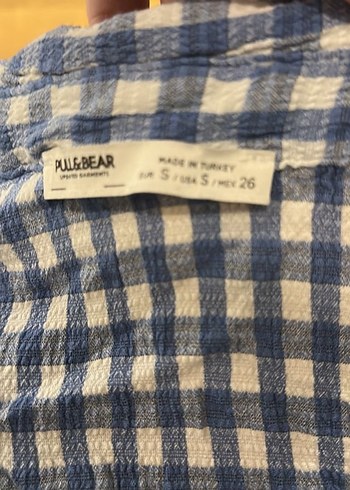 PULL&BEAR
MADE IN TURKEY
EUR S / USA S / MEX 26